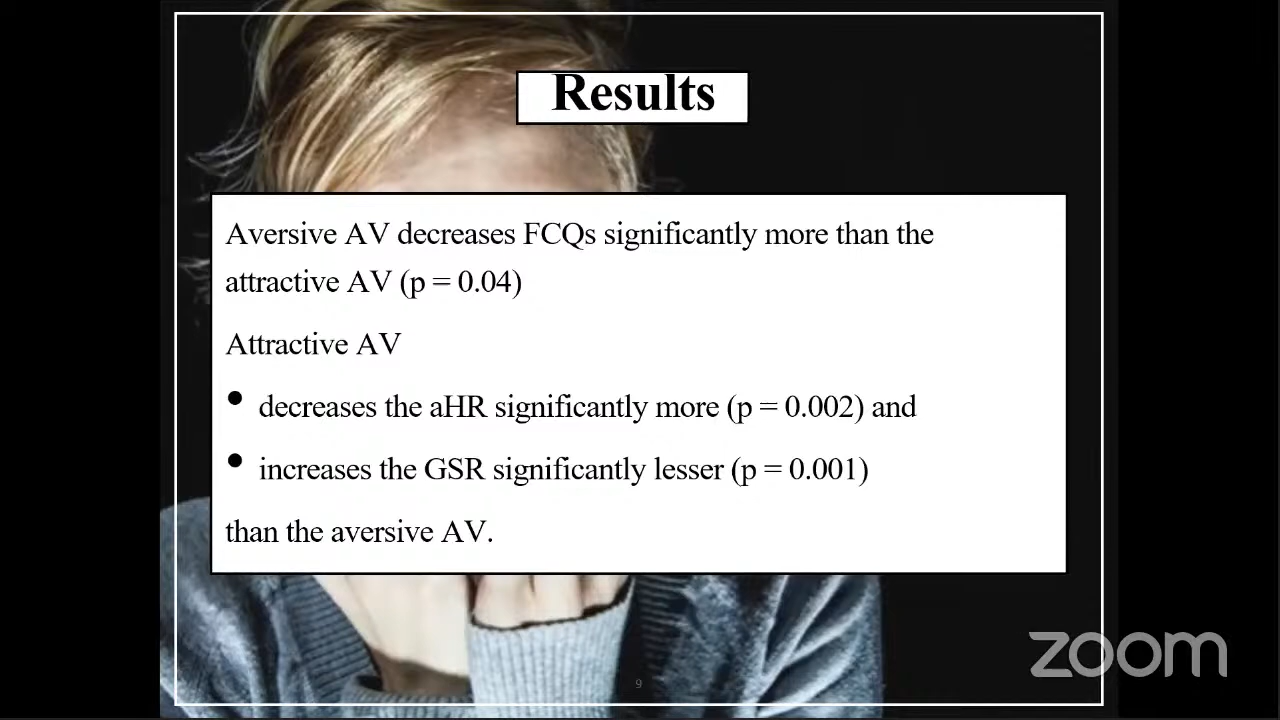 Results
Aversive AV decreases FCQs significantly more than the
attractive AV (p = 0.04)
Attractive AV
• decreases the aHR significantly more (p = 0.002) and
• increases the GSR significantly lesser (p = 0.001)
than the aversive AV.
9
zoom